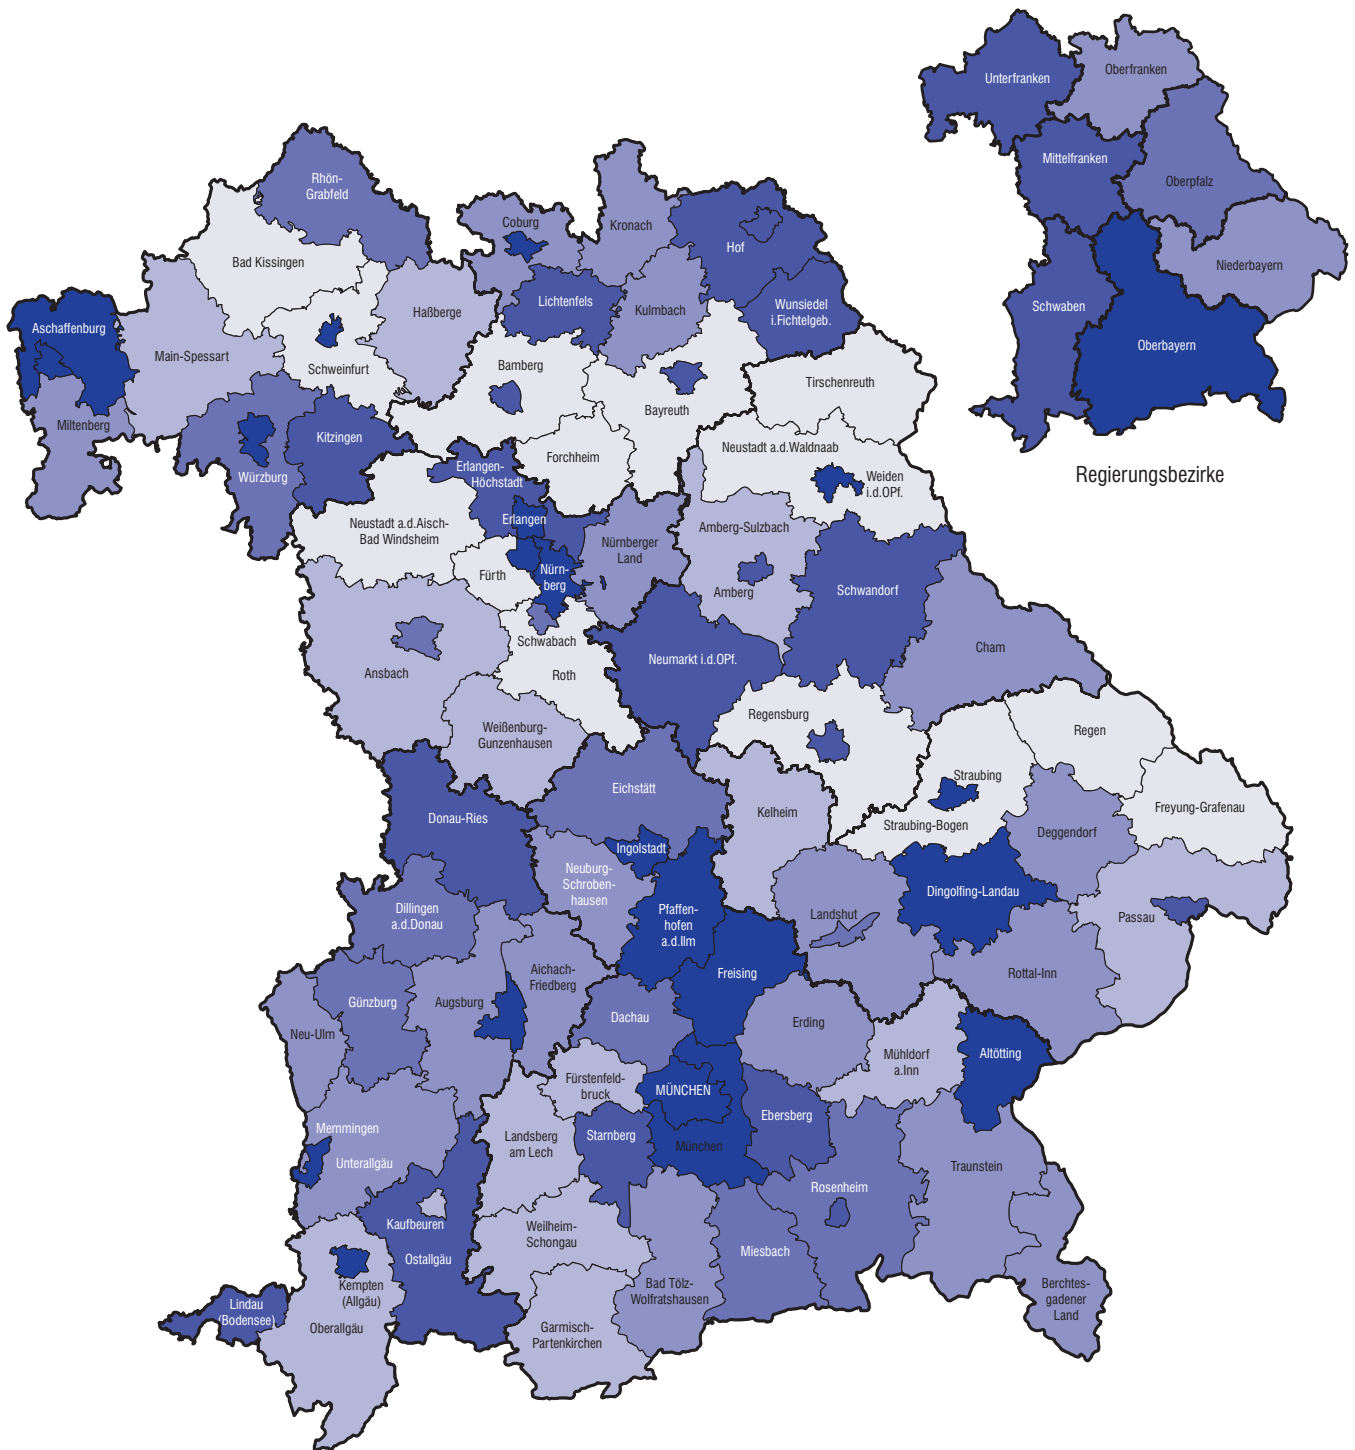 Unterfranken
Oberfranken
Mittelfranken
Oberpfalz
Niederbayern
Schwaben
Oberbayern
Regierungsbezirke
Rhön-
Grabfeld
Coburg
Kronach
Hof
Bad Kissingen
Lichtenfels
Kulmbach
Wunsiedel
i.Fichtelgeb.
Haßberge
Aschaffenburg
Main-Spessart
Schweinfurt
Bamberg
Bayreuth
Tirschenreuth
Miltenberg
Kitzingen
Würzburg
Erlangen-
Höchstadt
Forchheim
Neustadt a.d.Waldnaab
Weiden
i.d.OPf.
Neustadt a.d.Aisch-
Bad Windsheim
Erlangen
Nürnberger
Land
Amberg-Sulzbach
Fürth
Nürn-
berg
Amberg
Schwandorf
Schwabach
Roth
Ansbach
Neumarkt i.d.OPf.
Cham
Weißenburg-
Gunzenhausen
Regensburg
Regen
Eichstätt
Kelheim
Straubing
Straubing-Bogen
Freyung-Grafenau
Donau-Ries
Ingolstadt
Deggendorf
Neuburg-
Schroben-
hausen
Dingolfing-Landau
Dillingen
a.d.Donau
Pfaffen-
hofen
a.d.Ilm
Landshut
Passau
Freising
Rottal-Inn
Günzburg
Augsburg
Aichach-
Friedberg
Dachau
Erding
Neu-Ulm
Mühldorf
a.Inn
Altötting
Fürstenfeld-
bruck
MÜNCHEN
Ebersberg
Memmingen
Unterallgäu
Landsberg
am Lech
Starnberg
München
Traunstein
Rosenheim
Kaufbeuren
Ostallgäu
Weilheim-
Schongau
Miesbach
Bad Tölz-
Wolfratshausen
Berchtes-
gadener
Land
Kempten
(Allgäu)
Lindau
(Bodensee)
Oberallgäu
Garmisch-
Partenkirchen